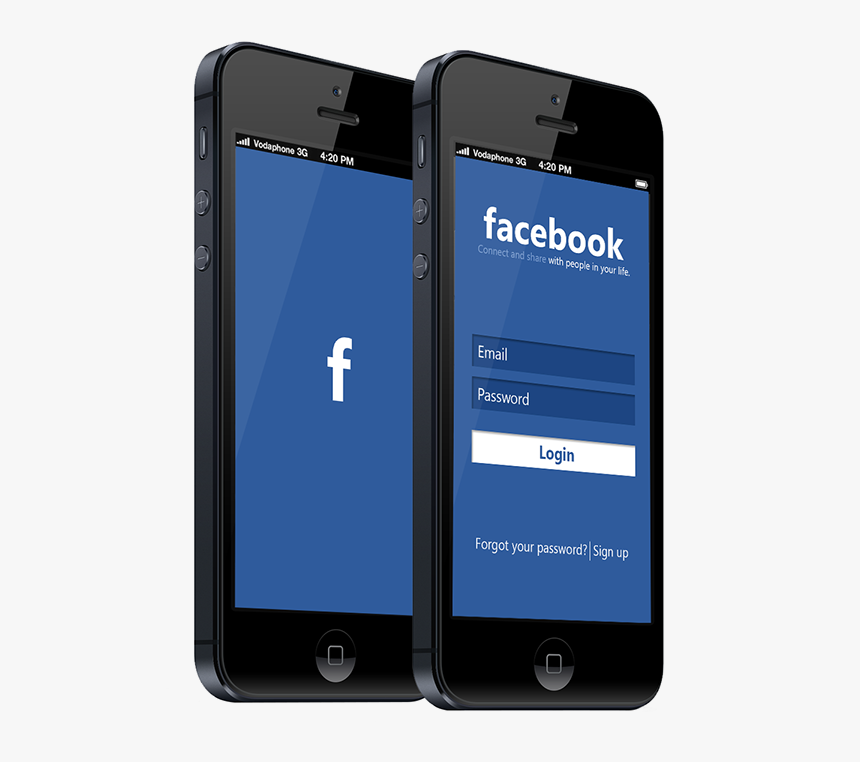 Vodaphone 3G 4:20 PM
f
Vodaphone 3G 4:20 PM
facebook
Connect and share with people in your life.
Email
Password
Login
Forgot your password? | Sign up